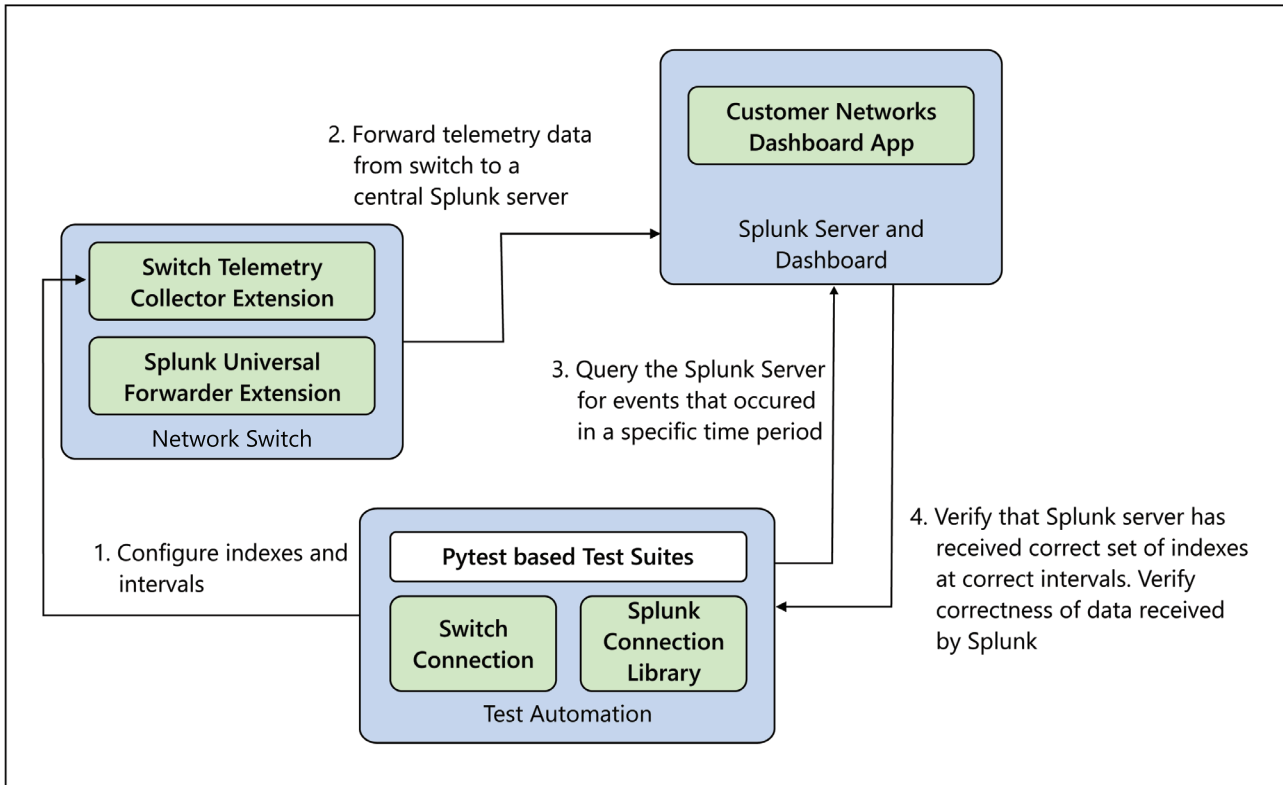 Customer Networks
Dashboard App
Splunk Server and
Dashboard
2. Forward telemetry data
from switch to a
central Splunk server
Switch Telemetry
Collector Extension
Splunk Universal
Forwarder Extension
Network Switch
3. Query the Splunk Server
for events that occured
in a specific time period
1. Configure indexes and
intervals
Pytest based Test Suites
Switch
Connection
Splunk
Connection
Library
Test Automation
4. Verify that Splunk server has
received correct set of indexes
at correct intervals. Verify
correctness of data received
by Splunk